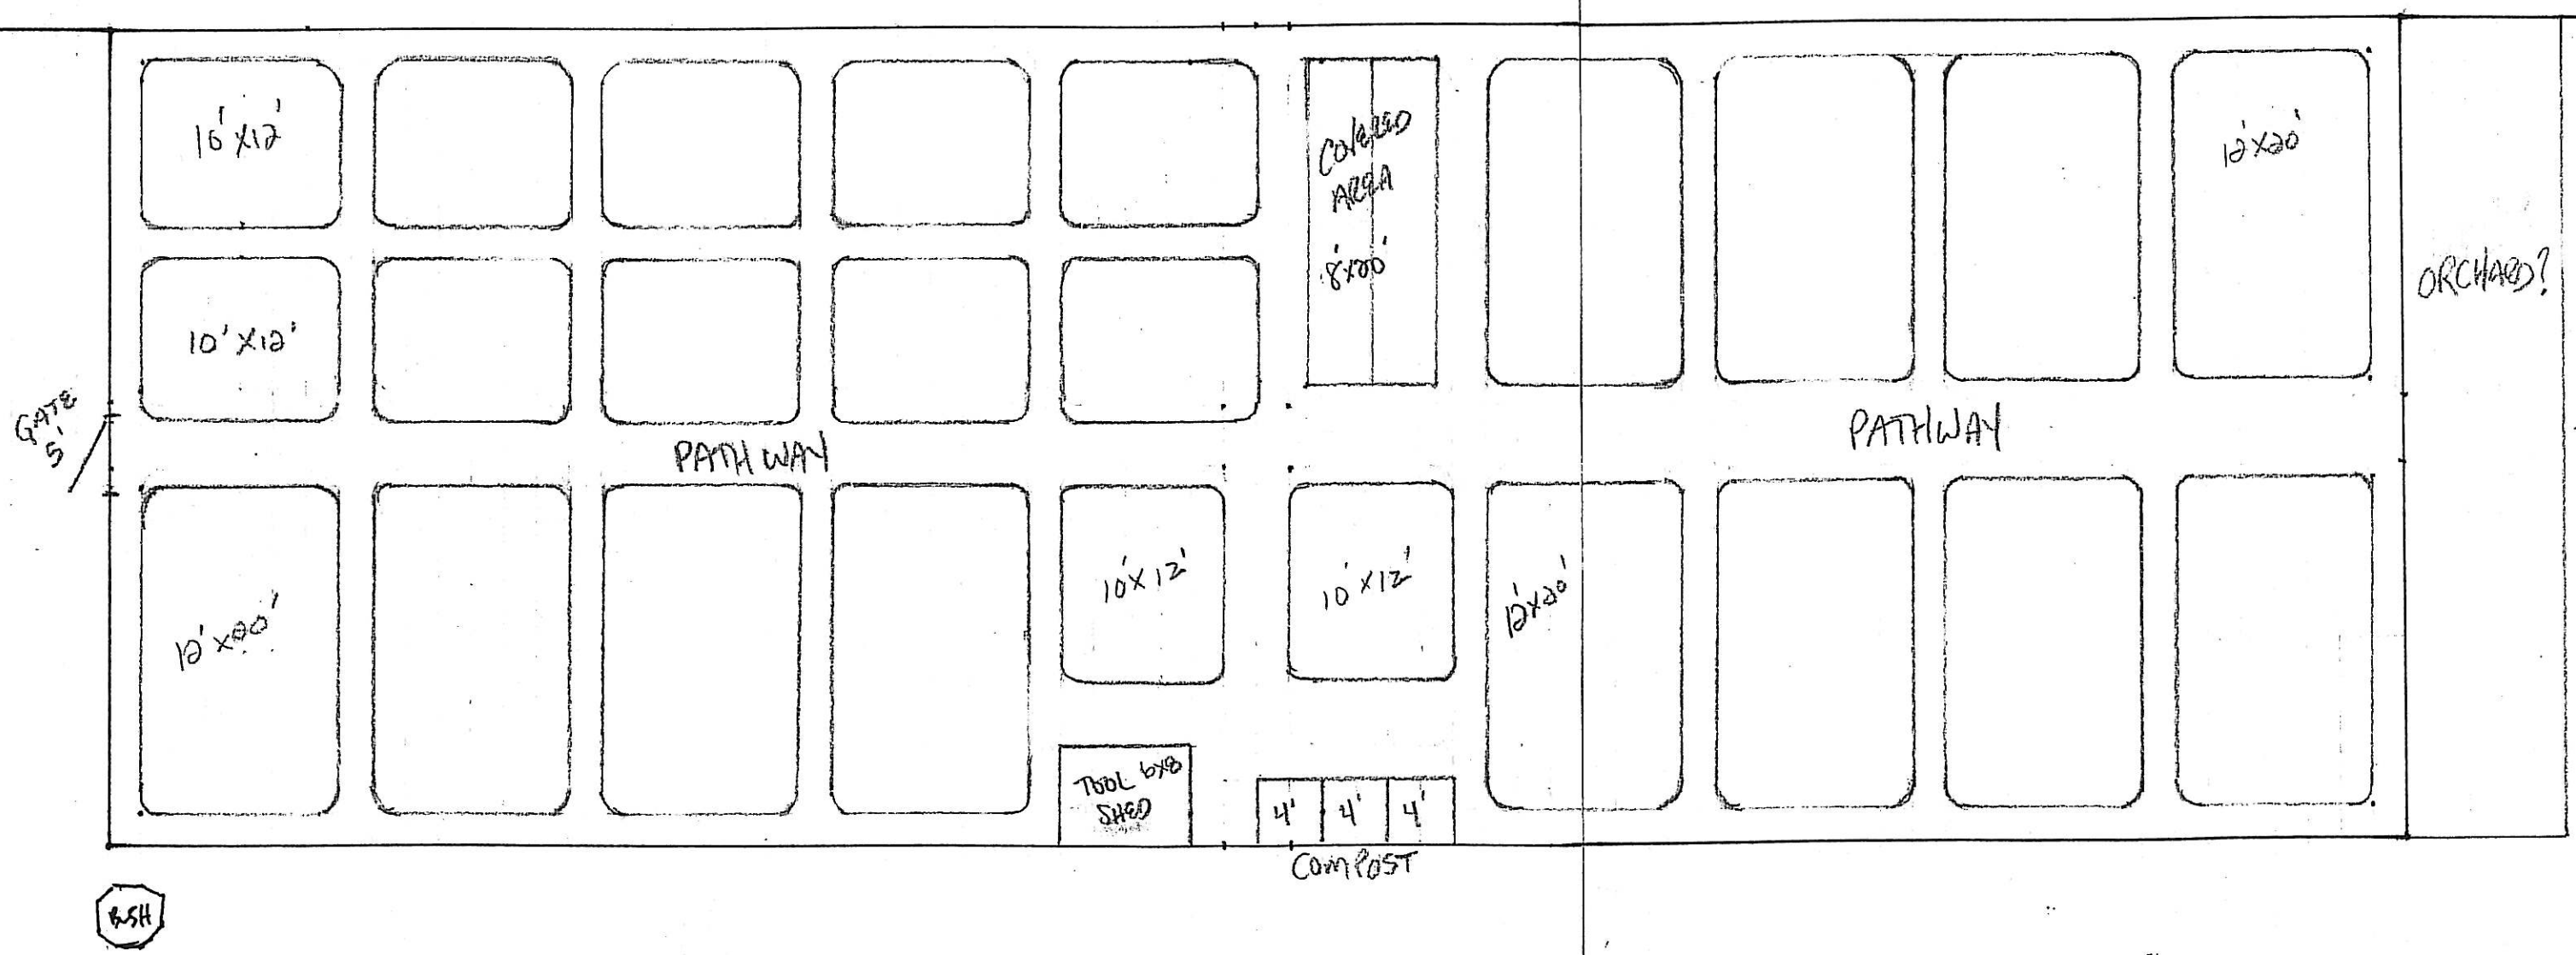 10'X12'
COVERED
AREA
8'X20'
12'X20'
ORCHARD?
10'X12'
GATE
5'
PATHWAY
PATHWAY
12'X20'
10'X12'
10'X12'
12'X20'
TOOL 6X8
SHED
4' 4' 4'
COMPOST
BUSH